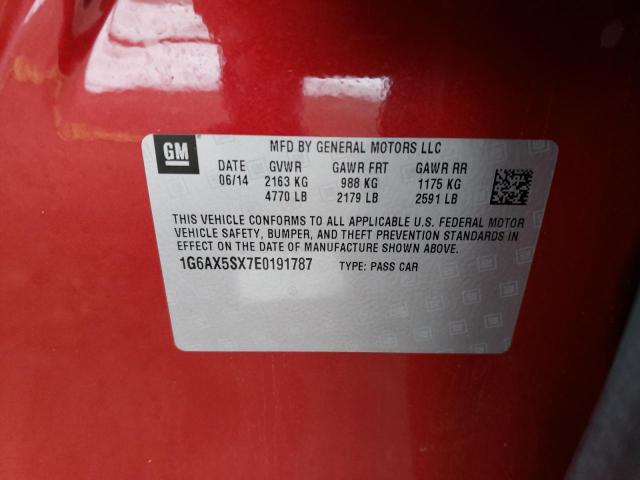 GM
MFD BY GENERAL MOTORS LLC
DATE GVWR GAWR FRT GAWR RR
06/14 2163 KG 988 KG 1175 KG
4770 LB 2179 LB 2591 LB
THIS VEHICLE CONFORMS TO ALL APPLICABLE U.S. FEDERAL MOTOR
VEHICLE SAFETY, BUMPER, AND THEFT PREVENTION STANDARDS IN
EFFECT ON THE DATE OF MANUFACTURE SHOWN ABOVE.
1G6AX5SX7E0191787 TYPE: PASS CAR